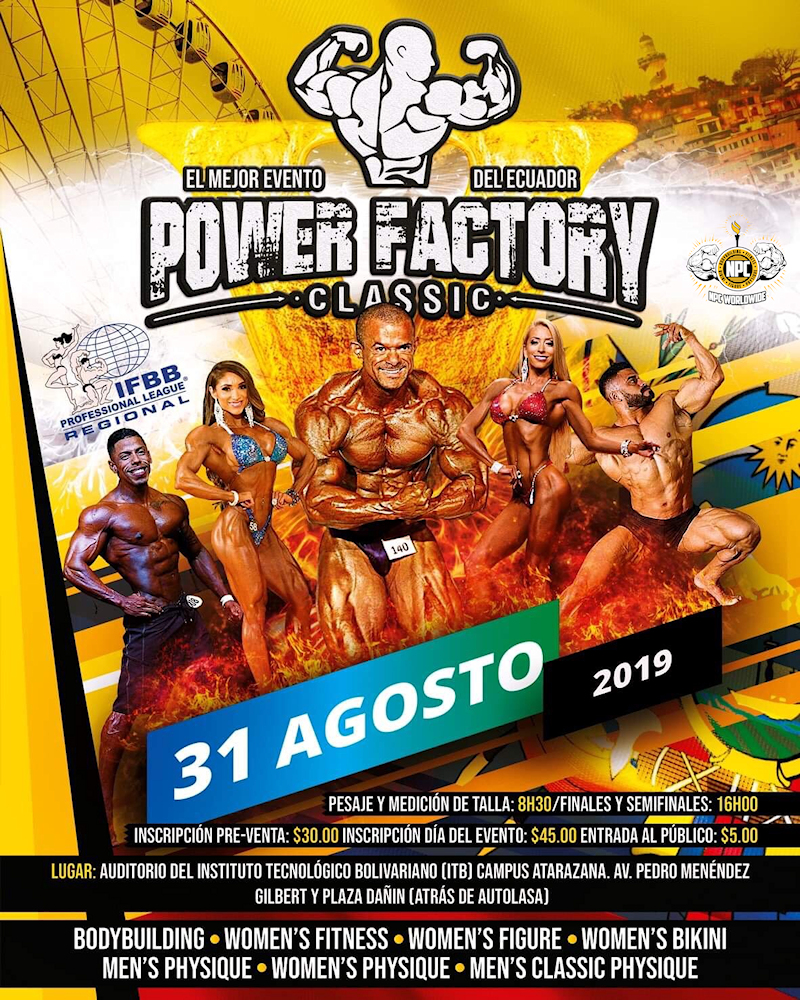 EL MEJOR EVENTO DEL ECUADOR
POWER FACTORY
CLASSIC
NPC
NPC WORLDWIDE
IFBB
PROFESSIONAL LEAGUE
REGIONAL
58
140
31 AGOSTO
2019
PESAJE Y MEDICIÓN DE TALLA: 8H30/FINALES Y SEMIFINALES: 16H00
INSCRIPCIÓN PRE-VENTA: $30.00 INSCRIPCIÓN DÍA DEL EVENTO: $45.00 ENTRADA AL PÚBLICO: $5.00
LUGAR: AUDITORIO DEL INSTITUTO TECNOLÓGICO BOLIVARIANO (ITB) CAMPUS ATARAZANA. AV. PEDRO MENÉNDEZ
GILBERT Y PLAZA DAÑIN (ATRÁS DE AUTOLASA)
BODYBUILDING • WOMEN'S FITNESS • WOMEN'S FIGURE • WOMEN'S BIKINI
MEN'S PHYSIQUE • WOMEN'S PHYSIQUE • MEN'S CLASSIC PHYSIQUE